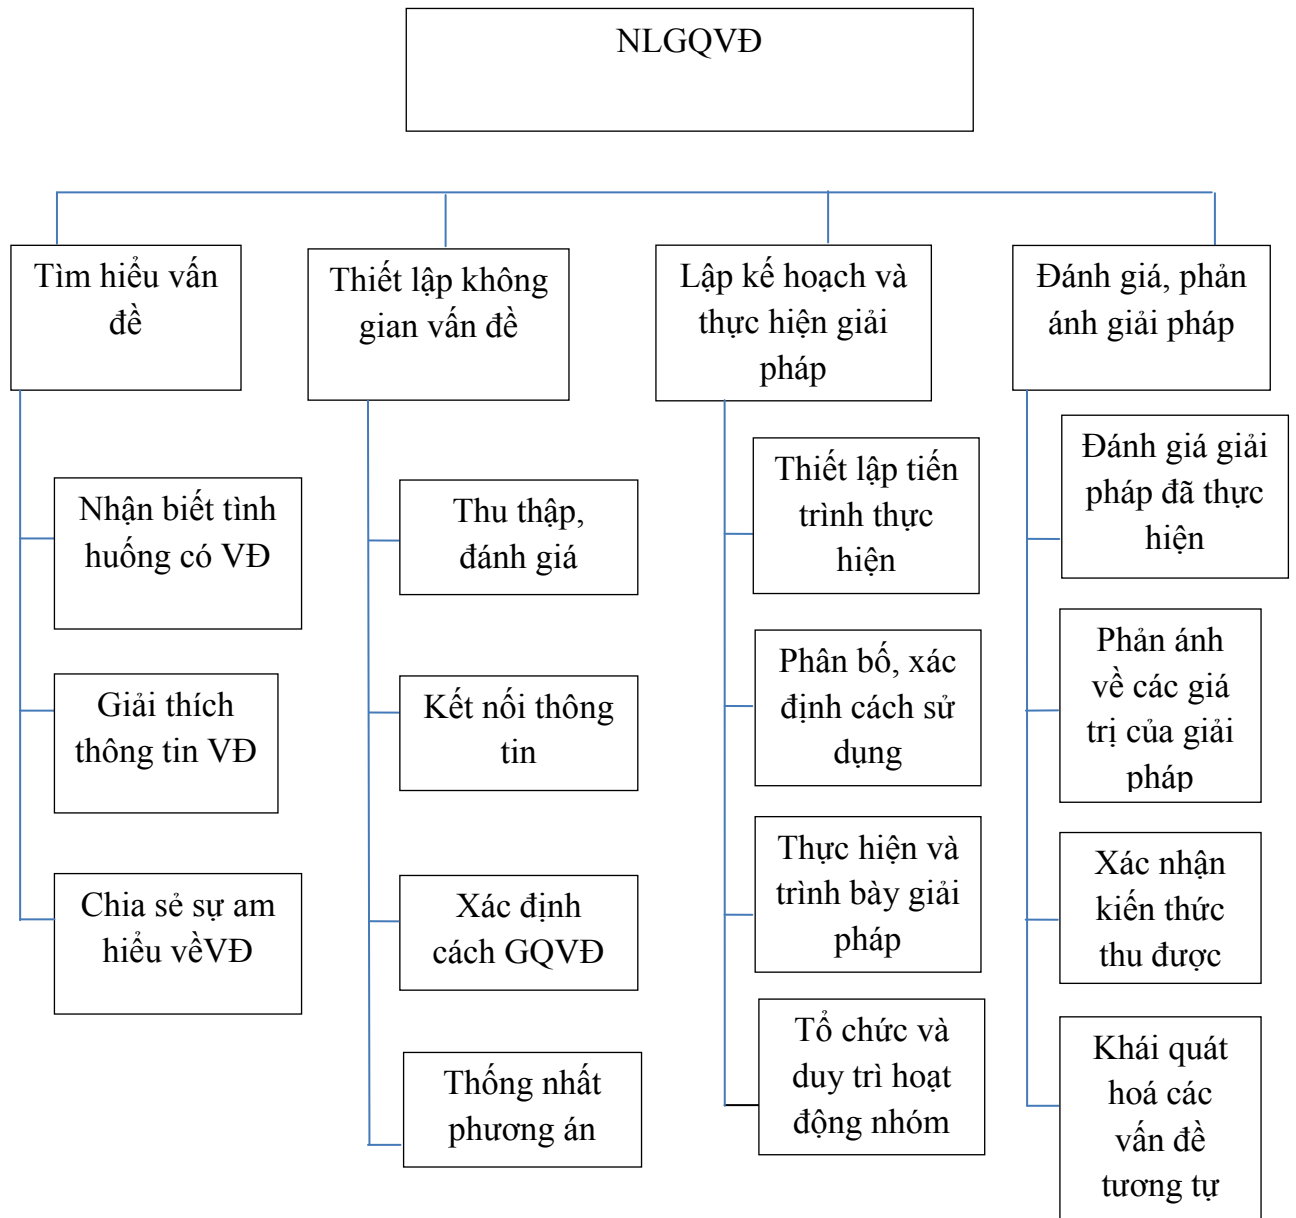 NLGQVĐ
Tìm hiểu vấn
đề
Nhận biết tình
huống có VĐ
Giải thích
thông tin VĐ
Chia sẻ sự am
hiểu vềVĐ
Thiết lập không
gian vấn đề
Thu thập,
đánh giá
Kết nối thông
tin
Xác định
cách GQVĐ
Thống nhất
phương án
Lập kế hoạch và
thực hiện giải
pháp
Thiết lập tiến
trình thực
hiện
Phân bố, xác
định cách sử
dụng
Thực hiện và
trình bày giải
pháp
Tổ chức và
duy trì hoạt
động nhóm
Đánh giá, phản
ánh giải pháp
Đánh giá giải
pháp đã thực
hiện
Phản ánh
về các giá
trị của giải
pháp
Xác nhận
kiến thức
thu được
Khái quát
hoá các
vấn đề
tương tự